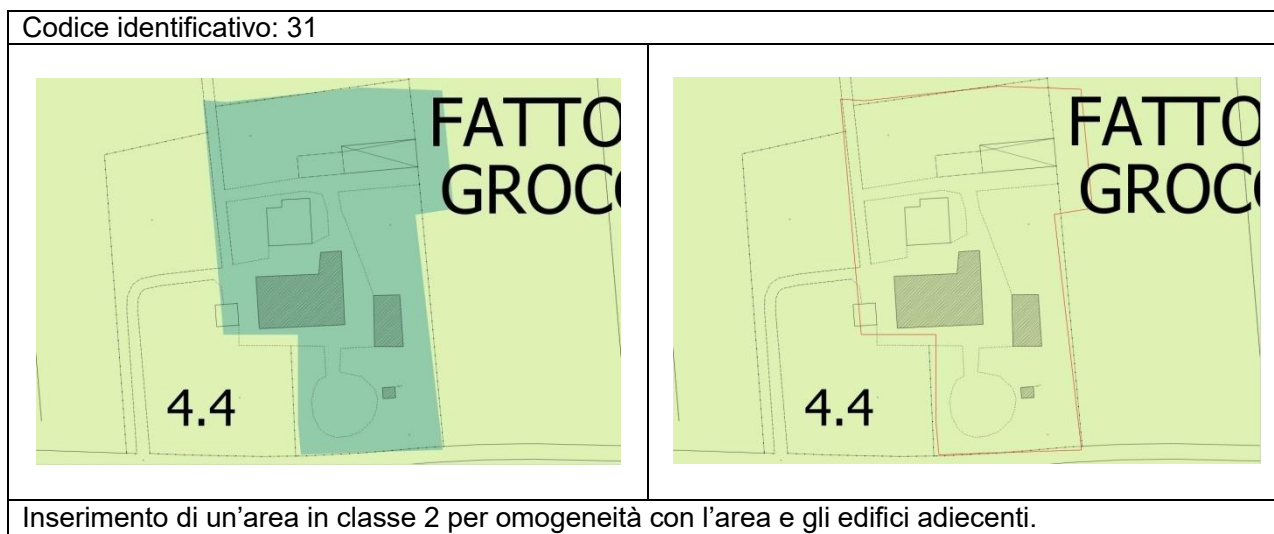 Codice identificativo: 31
FATTO
GROC
4.4
FATTO
GROC
4.4
Inserimento di un’area in classe 2 per omogeneità con l’area e gli edifici adiecenti.